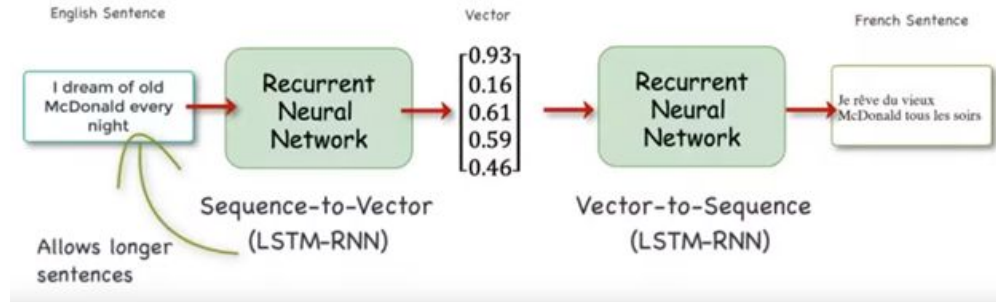 English Sentence
Vector
French Sentence
I dream of old
McDonald every
night
Recurrent
Neural
Network
0.93
0.16
0.61
0.59
0.46
Recurrent
Neural
Network
Je rêve du vieux
McDonald tous les soirs
Sequence-to-Vector
(LSTM-RNN)
Vector-to-Sequence
(LSTM-RNN)
Allows longer
sentences